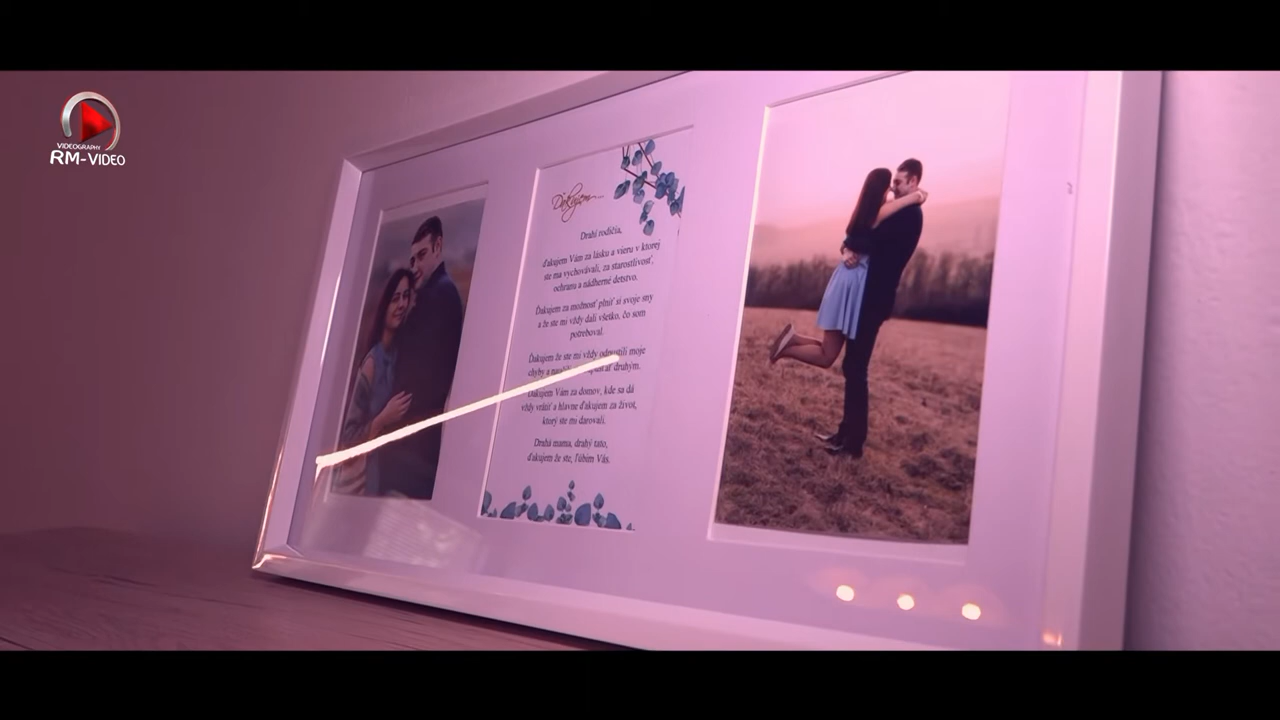 VIDEOGRAPHY
RM-VIDEO
Ďakujem...
Drahí rodičia,
ďakujem Vám za lásku a vieru v ktorej
ste ma vychovávali, za starostlivosť,
ochranu a nádherné detstvo.
Ďakujem za možnosť plniť si svoje sny
a že ste mi vždy dali všetko, čo som
potreboval.
Ďakujem že ste mi vždy odpustili moje
chyby a druhým.
Ďakujem Vám za domov, kde sa dá
vždy vrátiť a hlavne ďakujem za život,
ktorý ste mi darovali.
Drahá mama, drahý tato,
ďakujem že ste, ľúbim Vás.